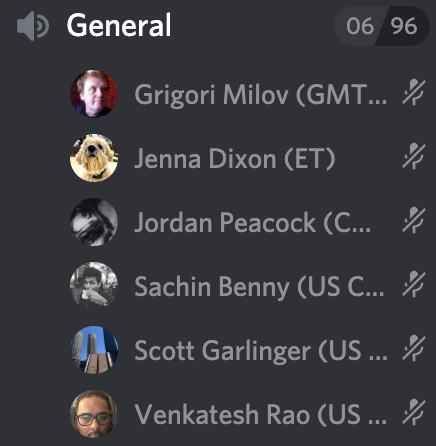 General
06 96
Grigori Milov (GMT...
Jenna Dixon (ET)
Jordan Peacock (C...
Sachin Benny (US C...
Scott Garlinger (US ...
Venkatesh Rao (US ...